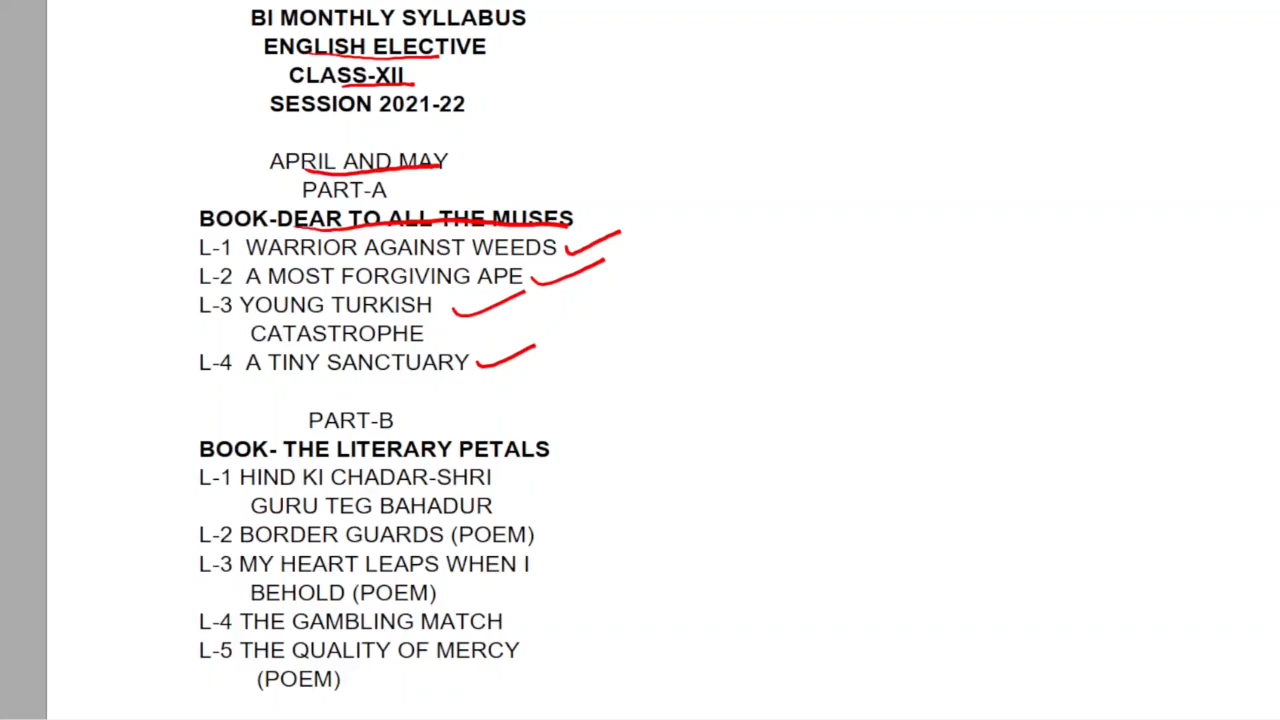 BI MONTHLY SYLLABUS
ENGLISH ELECTIVE
CLASS-XII
SESSION 2021-22
APRIL AND MAY
PART-A
BOOK-DEAR TO ALL THE MUSES
L-1 WARRIOR AGAINST WEEDS
L-2 A MOST FORGIVING APE
L-3 YOUNG TURKISH
CATASTROPHE
L-4 A TINY SANCTUARY
PART-B
BOOK- THE LITERARY PETALS
L-1 HIND KI CHADAR-SHRI
GURU TEG BAHADUR
L-2 BORDER GUARDS (POEM)
L-3 MY HEART LEAPS WHEN I
BEHOLD (POEM)
L-4 THE GAMBLING MATCH
L-5 THE QUALITY OF MERCY
(POEM)